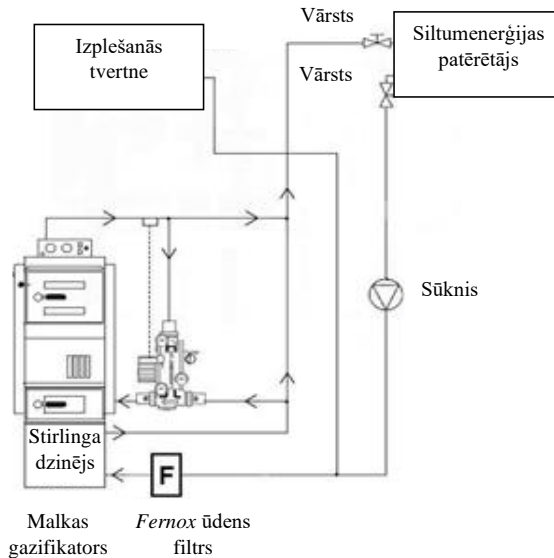 Vārsts
Izplešanās
tvertne
Siltumenerģijas
patērētājs
Vārsts
Sūknis
Stirlinga
dzinējs
F
Malkas
gazifikators
Fernox ūdens
filtrs